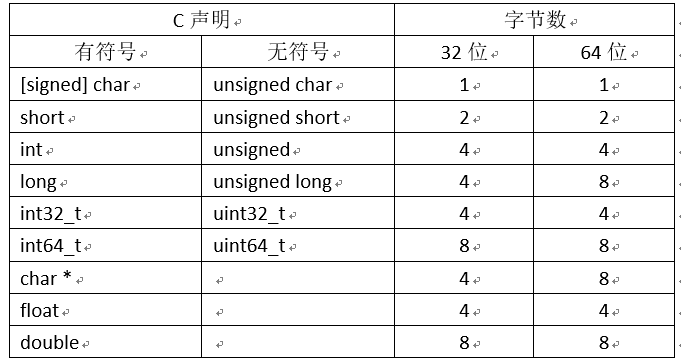 C 声明 字节数
有符号 无符号 32 位 64 位
[signed] char unsigned char 1 1
short unsigned short 2 2
int unsigned 4 4
long unsigned long 4 8
int32_t uint32_t 4 4
int64_t uint64_t 8 8
char * 4 8
float 4 4
double 8 8